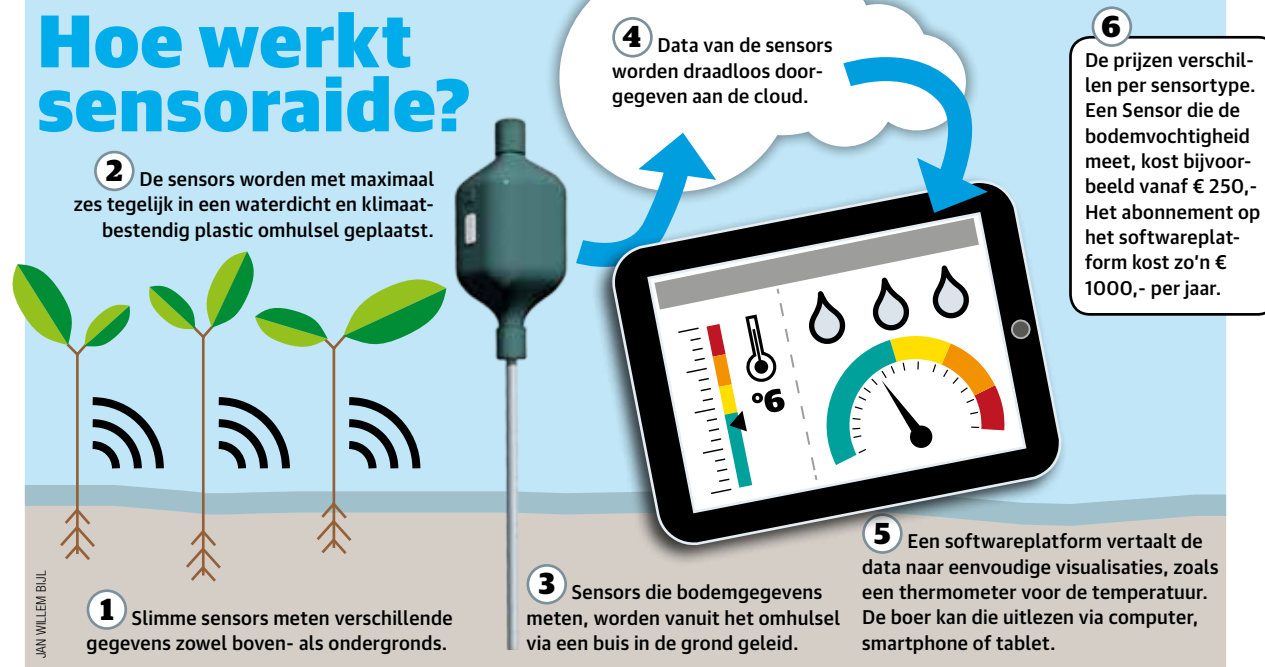 Hoe werkt
sensoraide?
1 Slimme sensors meten verschillende
gegevens zowel boven- als ondergronds.
2 De sensors worden met maximaal
zes tegelijk in een waterdicht en klimaat-
bestendig plastic omhulsel geplaatst.
3 Sensors die bodemgegevens
meten, worden vanuit het omhulsel
via een buis in de grond geleid.
4 Data van de sensors
worden draadloos door-
gegeven aan de cloud.
°6
5 Een softwareplatform vertaalt de
data naar eenvoudige visualisaties, zoals
een thermometer voor de temperatuur.
De boer kan die uitlezen via computer,
smartphone of tablet.
6
De prijzen verschil-
len per sensortype.
Een Sensor die de
bodemvochtigheid
meet, kost bijvoor-
beeld vanaf € 250,-
Het abonnement op
het softwareplat-
form kost zo'n €
1000,- per jaar.
JAN WILLEM BIJL